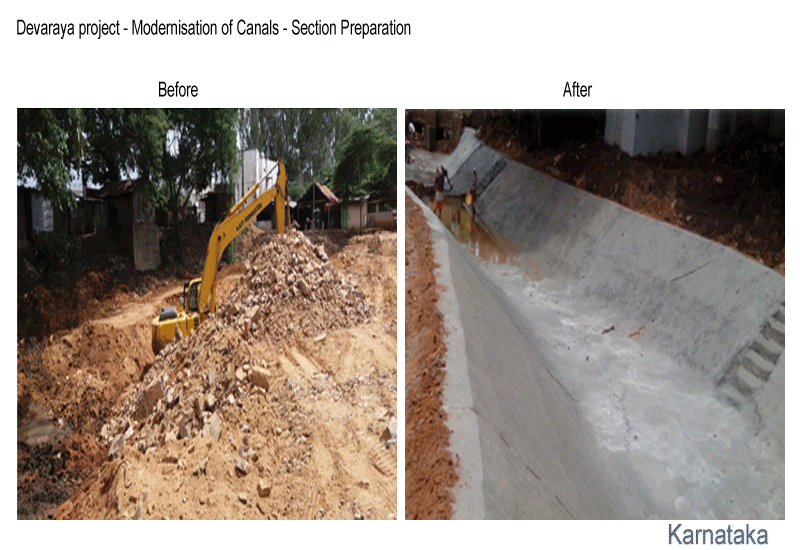 Devaraya project - Modernisation of Canals - Section Preparation
Before
After
Karnataka